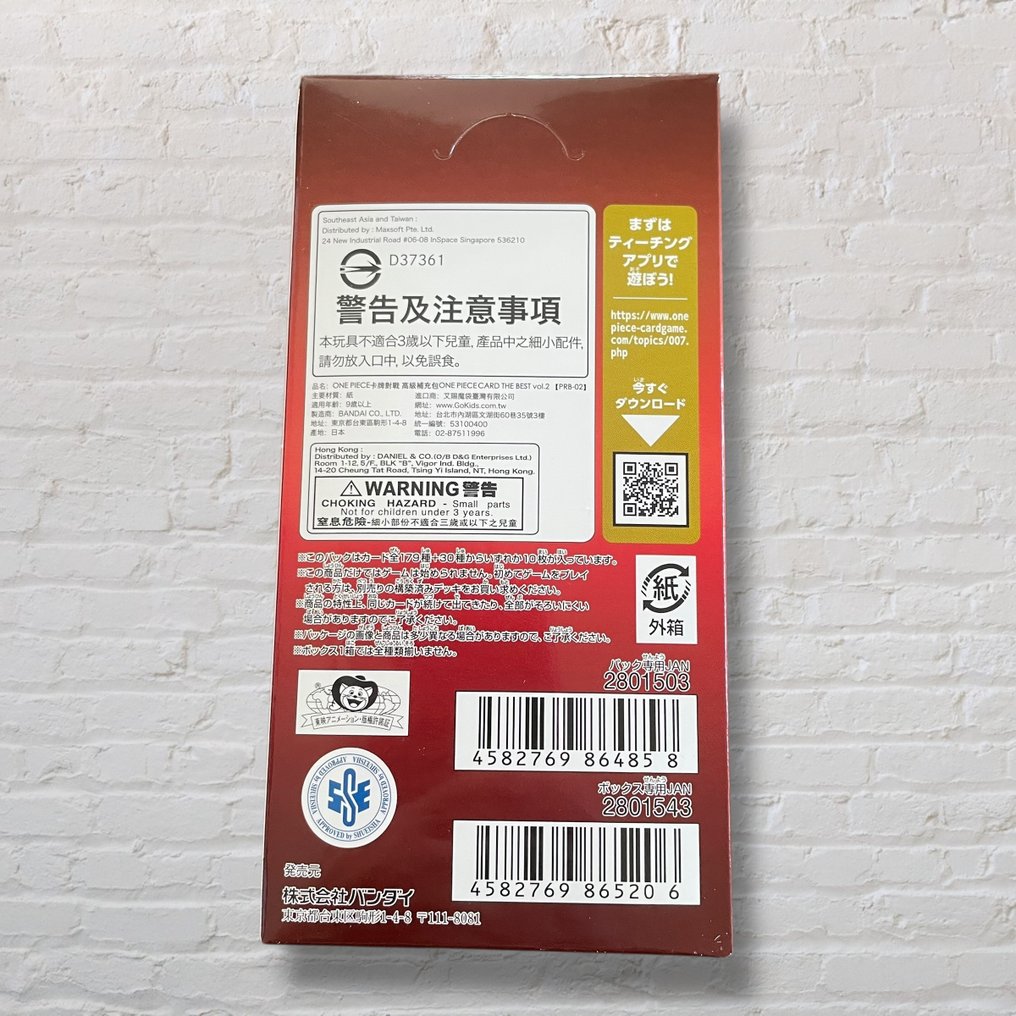 Southeast Asia and Taiwan :
Distributed by : Maxsoft Pte. Ltd.
24 New Industrial Road #06-08 InSpace Singapore 536210
D37361
警告及注意事項
本玩具不適合3歲以下兒童, 產品中之細小配件,
請勿放入口中, 以免誤食。
品名: ONE PIECE卡牌對戰 高級補充包ONE PIECE CARD THE BEST vol.2 【PRB-02】
主要材質: 紙
適用年齡: 9歲以上
製造商: BANDAI CO., LTD.
地址: 東京都台東區駒形1-4-8
產地: 日本
進口商: 艾賜魔袋臺灣有限公司
網址: www.GoKids.com.tw
地址: 台北市內湖區文湖街60巷35號3樓
統一編號: 53100400
電話: 02-87511996
Hong Kong :
Distributed by : DANIEL & CO.(O/B D&G Enterprises Ltd.)
Room 1-12, 5/F., BLK "B", Vigor Ind. Bldg.,
14-20 Cheung Tat Road, Tsing Yi Island, NT, Hong Kong.
WARNING 警告
CHOKING HAZARD - Small parts
Not for children under 3 years.
窒息危險-細小部份不適合三歲或以下之兒童
まずは
ティーチング
アプリで
遊ぼう!
https://www.one
piece-cardgame.
com/topics/007.
php
今すぐ
ダウンロード
※このパックはカード全179種+30種からいずれか10枚が入っています。
※この商品だけではゲームは始められません。初めてゲームをプレイ
される方は、別売りの構築済みデッキをお買い求めください。
※商品の特性上、同じカードが続けて出てきたり、全部がそろいにくい
場合がありますのでご了承ください。
※パッケージの画像と商品は多少異なる場合がありますので、ご了承ください。
※ボックス1箱では全種類揃いません。
紙
外箱
パック専用JAN
2801503
4582769 86485 8
ボックス専用JAN
2801543
4582769 86520 6
東映アニメーション・版権許諾証
APPROVED by SHUEISHA
APPROVED by SHUEISHA
APPROVED by SHUEISHA
発売元
株式会社バンダイ
東京都台東区駒形1-4-8 〒111-8081